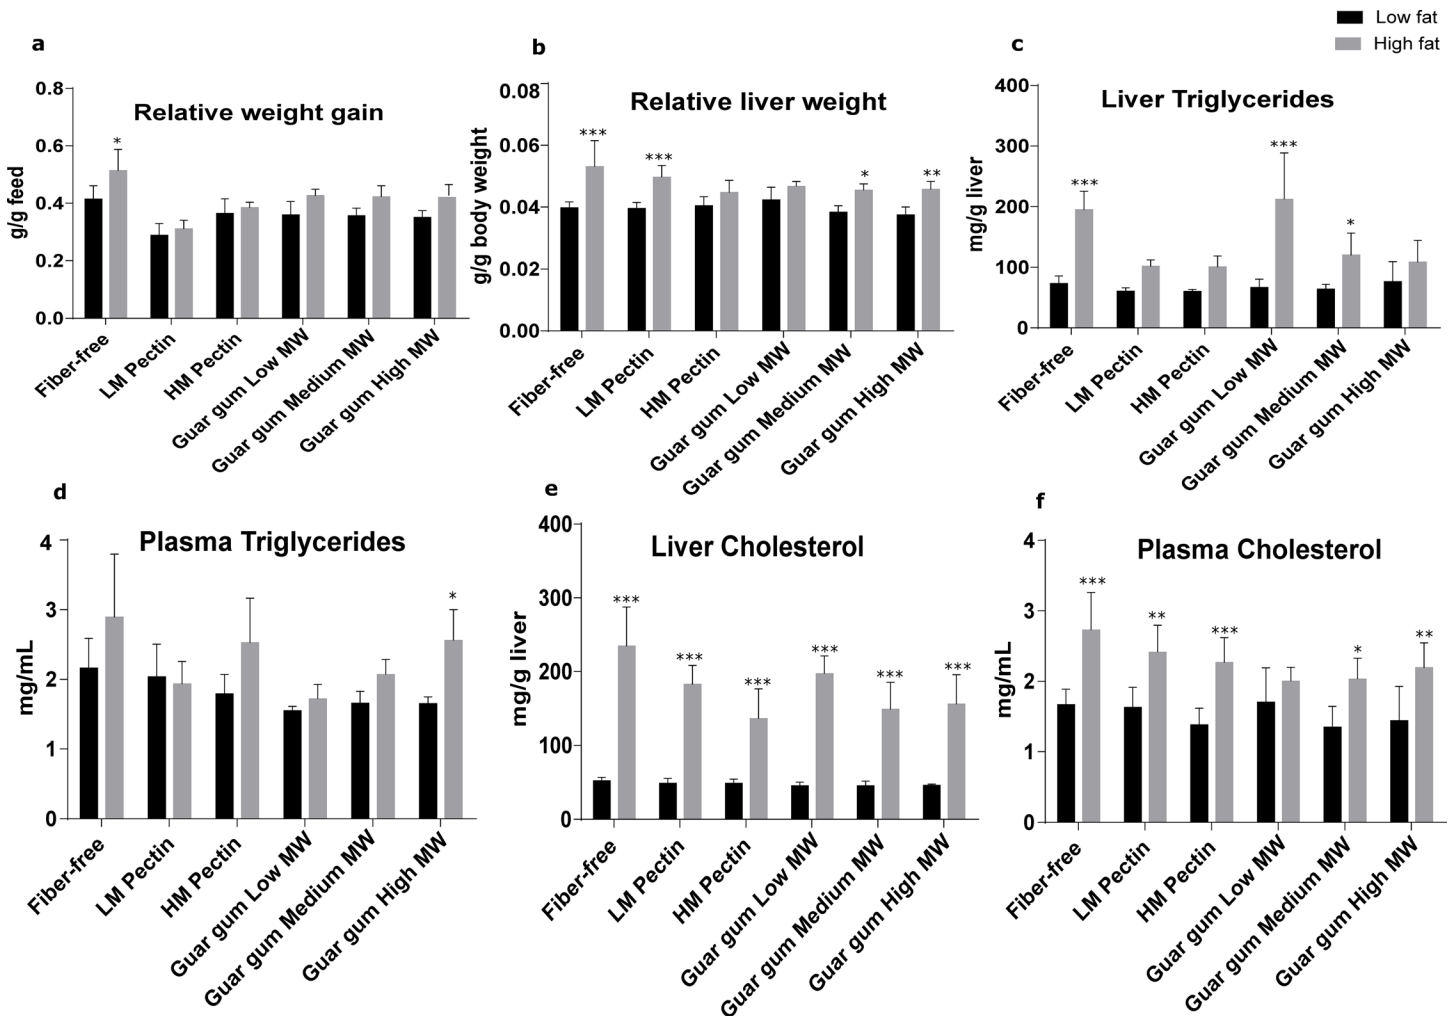 Low fat
High fat
a
Relative weight gain
g/g feed
0.8
0.6
0.4
0.2
0.0
*
Fiber-free
LM Pectin
HM Pectin
Guar gum Low MW
Guar gum Medium MW
Guar gum High MW
b
Relative liver weight
g/g body weight
0.08
0.06
0.04
0.02
0.00
***
***
*
**
Fiber-free
LM Pectin
HM Pectin
Guar gum Low MW
Guar gum Medium MW
Guar gum High MW
c
Liver Triglycerides
mg/g liver
400
300
200
100
0
***
***
*
Fiber-free
LM Pectin
HM Pectin
Guar gum Low MW
Guar gum Medium MW
Guar gum High MW
d
Plasma Triglycerides
mg/mL
4
3
2
1
0
*
Fiber-free
LM Pectin
HM Pectin
Guar gum Low MW
Guar gum Medium MW
Guar gum High MW
e
Liver Cholesterol
mg/g liver
400
300
200
100
0
***
***
***
***
***
***
Fiber-free
LM Pectin
HM Pectin
Guar gum Low MW
Guar gum Medium MW
Guar gum High MW
f
Plasma Cholesterol
mg/mL
4
3
2
1
0
***
**
***
*
**
Fiber-free
LM Pectin
HM Pectin
Guar gum Low MW
Guar gum Medium MW
Guar gum High MW